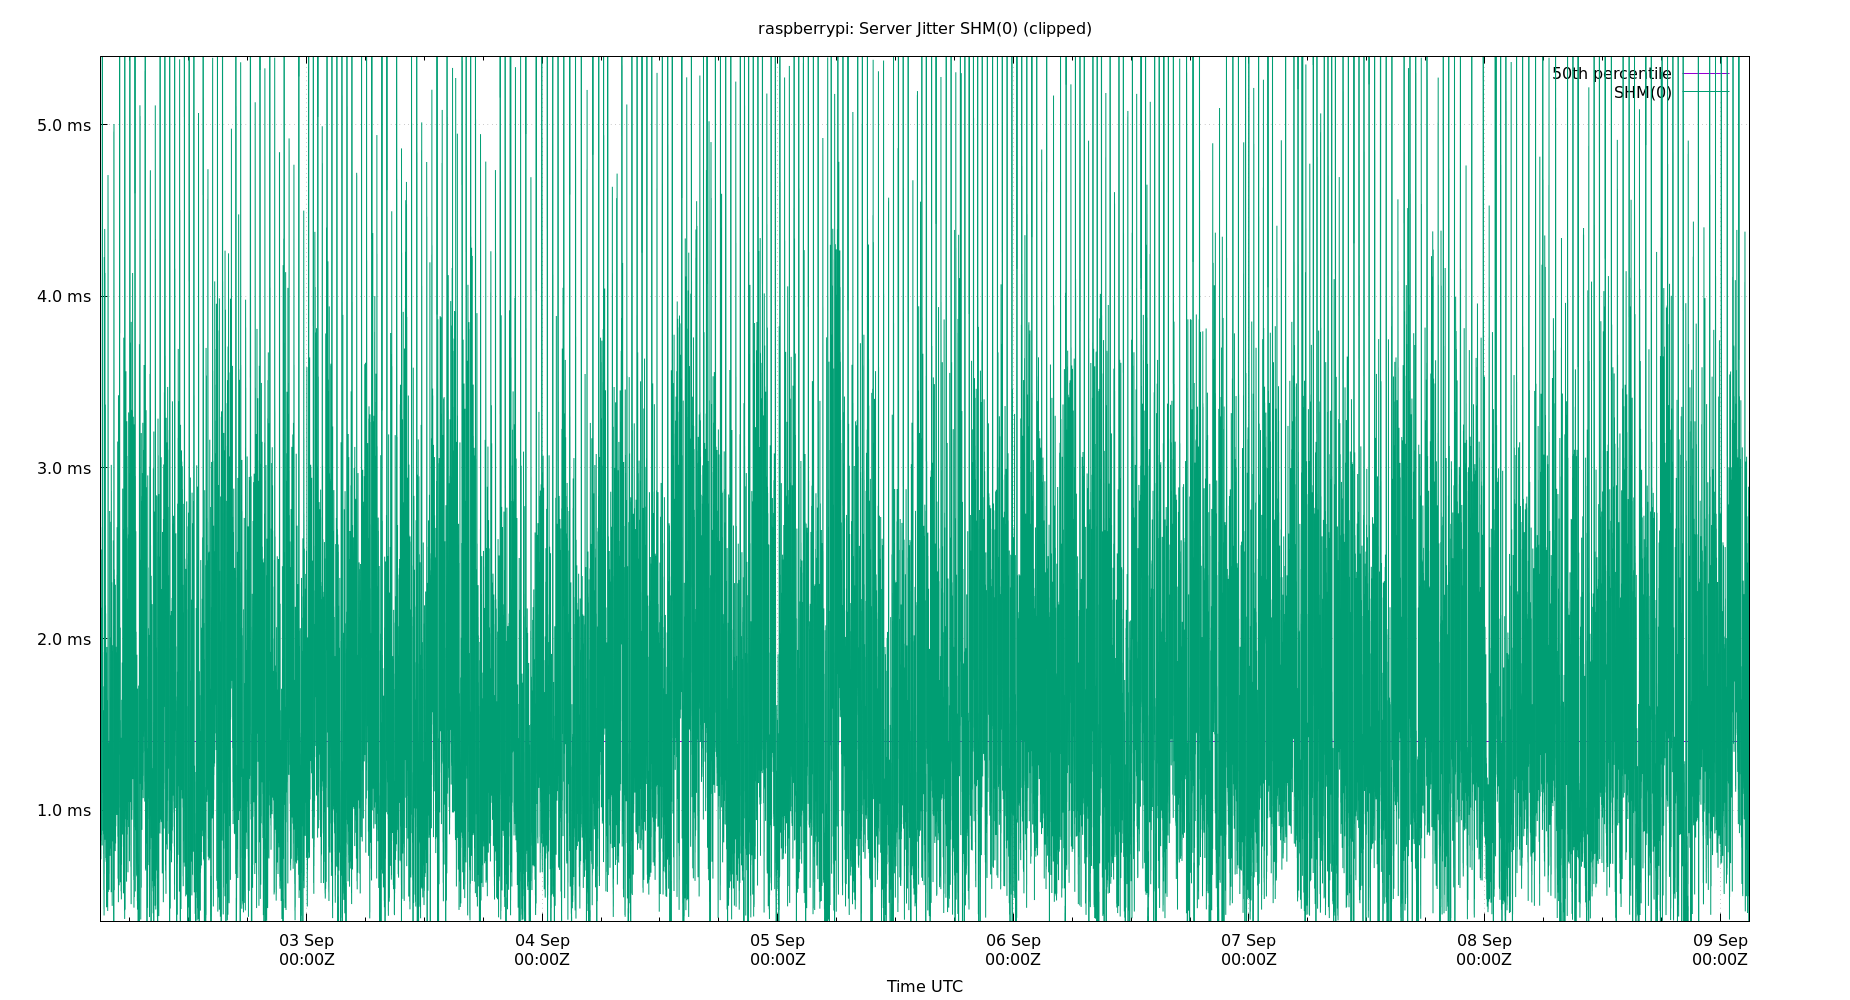 raspberrypi: Server Jitter SHM(0) (clipped)
50th percentile
SHM(0)
5.0 ms
4.0 ms
3.0 ms
2.0 ms
1.0 ms
03 Sep 04 Sep 05 Sep 06 Sep 07 Sep 08 Sep 09 Sep
00:00Z 00:00Z 00:00Z 00:00Z 00:00Z 00:00Z 00:00Z
Time UTC